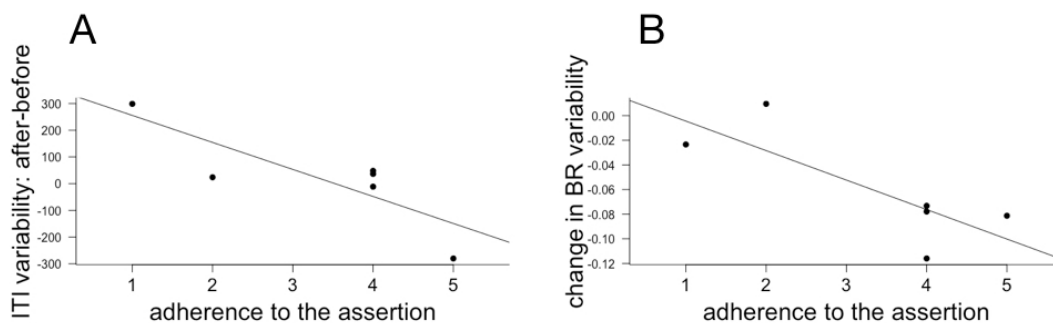 A
ITI variability: after-before
300
200
100
0
-100
-200
-300
1 2 3 4 5
adherence to the assertion
B
change in BR variability
0.00
-0.02
-0.04
-0.06
-0.08
-0.10
-0.12
1 2 3 4 5
adherence to the assertion